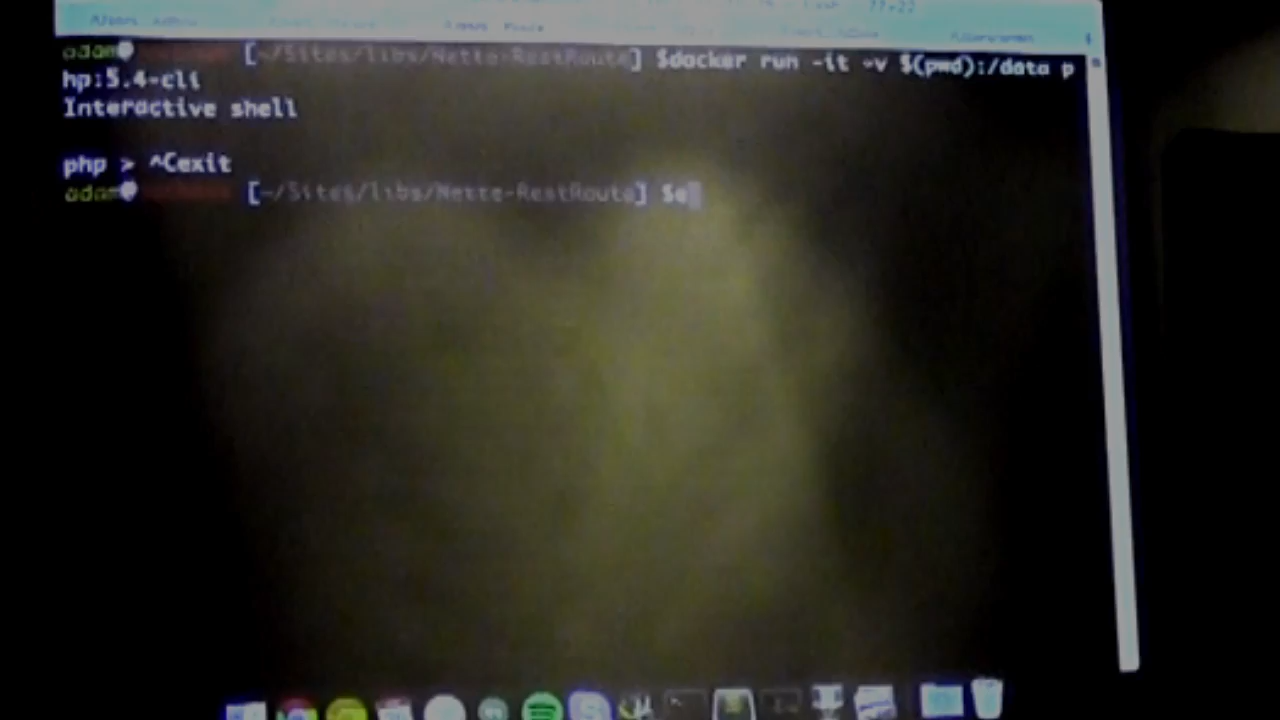 adam [~/Sites/libs/Nette-RestRoute] $docker run -it -v $(pwd):/data p
hp:5.4-cli
Interactive shell
php > ^Cexit
adam [~/Sites/libs/Nette-RestRoute] $e